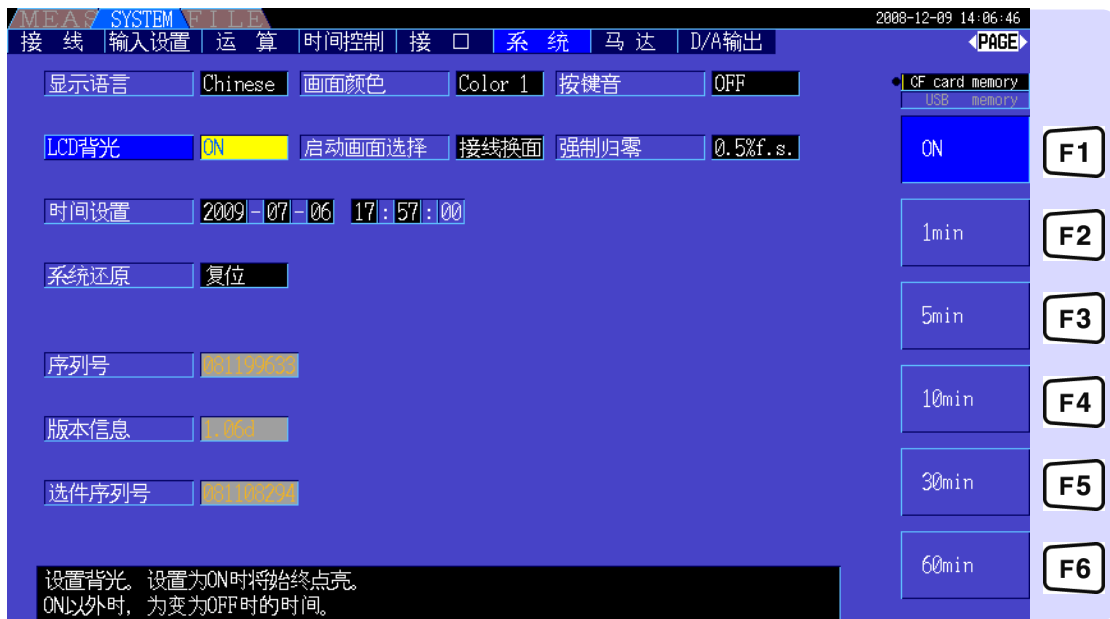 MEAS SYSTEM FILE 2008-12-09 14:06:46
接 线 输入设置 运 算 时间控制 接 口 系 统 马 达 D/A输出 PAGE
显示语言 Chinese 画面颜色 Color 1 按键音 OFF
CF card memory
USB memory
LCD背光 ON 启动画面选择 接线换面 强制归零 0.5%f.s.
ON F1
时间设置 2009-07-06 17:57:00
1min F2
系统还原 复位
5min F3
序列号 081199633
10min F4
版本信息 1.06d
30min F5
选件序列号 081108294
60min F6
设置背光。设置为ON时将始终点亮。
ON以外时，为变为OFF时的时间。